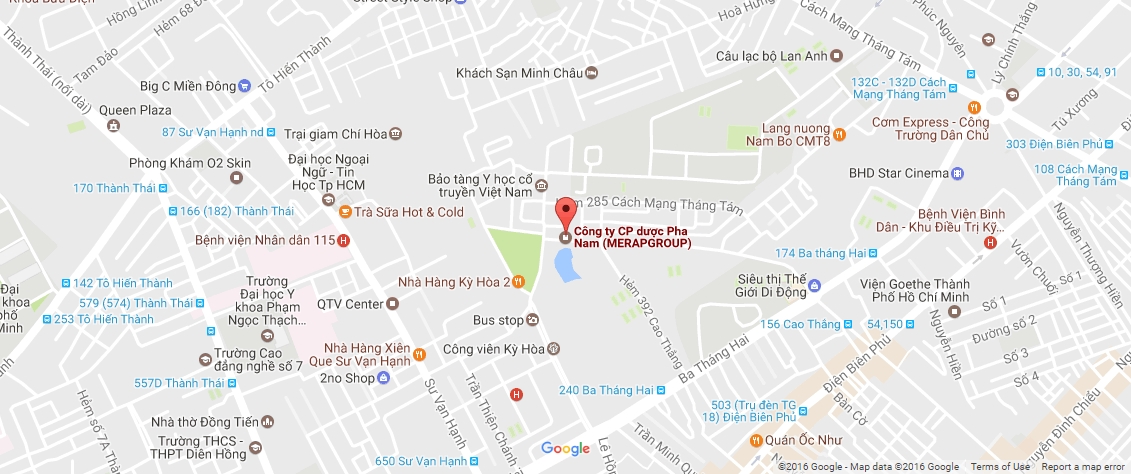 Street Style Shop
Hoa Hưng
Hồng Lĩnh
Hẻm 68
Cách Mạng Tháng Tám
Phúc Nguyên
Lý Chính Thắng
Thành Thái (nối dài)
Tam Đảo
Tô Hiến Thành
Câu lạc bộ Lan Anh
Khách Sạn Minh Châu
10, 30, 54, 91
Big C Miền Đông
132C - 132D Cách
Mạng Tháng Tám
Queen Plaza
Tú Xương
87 Sư Vạn Hạnh nd
Trại giam Chí Hòa
Lang nuong
Nam Bo CMT8
Cơm Express - Công
Trường Dân Chủ
303 Điện Biên Phủ
Phòng Khám O2 Skin
Đại học Ngoại
Ngữ - Tin
Học Tp HCM
108 Cách Mạng
Tháng Tám
BHD Star Cinema
Bảo tàng Y học cổ
truyền Việt Nam
170 Thành Thái
166 (182) Thành Thái
Trà Sữa Hot & Cold
285 Cách Mạng Tháng Tám
Bệnh Viện Bình
Dân - Khu Điều Trị Kỹ...
Công ty CP dược Pha
Nam (MERAPGROUP)
Bệnh viện Nhân dân 115
174 Ba tháng Hai
Vườn Chuối
Nguyễn Thượng Hiền
142 Tô Hiến Thành
Trường
Đại học Y
khoa Phạm
Ngọc Thạch...
Nhà Hàng Kỳ Hòa 2
Hẻm 392 Cao Thắng
Siêu thị Thế
Giới Di Động
Viện Goethe Thành
Phố Hồ Chí Minh
Số 1
Số 1
Đại
khoa
Minh
579 (574) Thành Thái
QTV Center
253 Tô Hiến Thành
Bus stop
156 Cao Thắng
54,150
Nguyễn Hiền
Đường số 2
Số 3
Số 4
Công viên Kỳ Hòa
Nhà Hàng Xiên
Que Sư Vạn Hạnh
Trường Cao
đẳng nghề số 7
2no Shop
Ba Tháng Hai
Điện Biên Phủ
557D Thành Thái
Hẻm số 7A Thành
Sư Vạn Hạnh
Trần Thiện Chánh
240 Ba Tháng Hai
503 (Trụ đèn TG
18) Điện Biên Phủ
Bàn Cờ
Nguyễn Đình Chiểu
Nhà thờ Đồng Tiến
Trường THCS -
THPT Diên Hồng
650 Sư Vạn Hạnh
Google
Lê Hồng
Trần Minh Quyền
Quán Ốc Như
©2016 Google - Map data ©2016 Google
Terms of Use
Report a map error